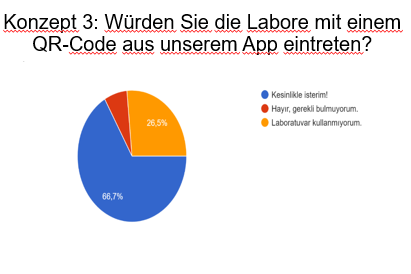 Konzept 3: Würden Sie die Labore mit einem
QR-Code aus unserem App eintreten?
Kesinlikle isterim!
Hayır, gerekli bulmuyorum.
Laboratuvar kullanmıyorum.
26,5%
66,7%